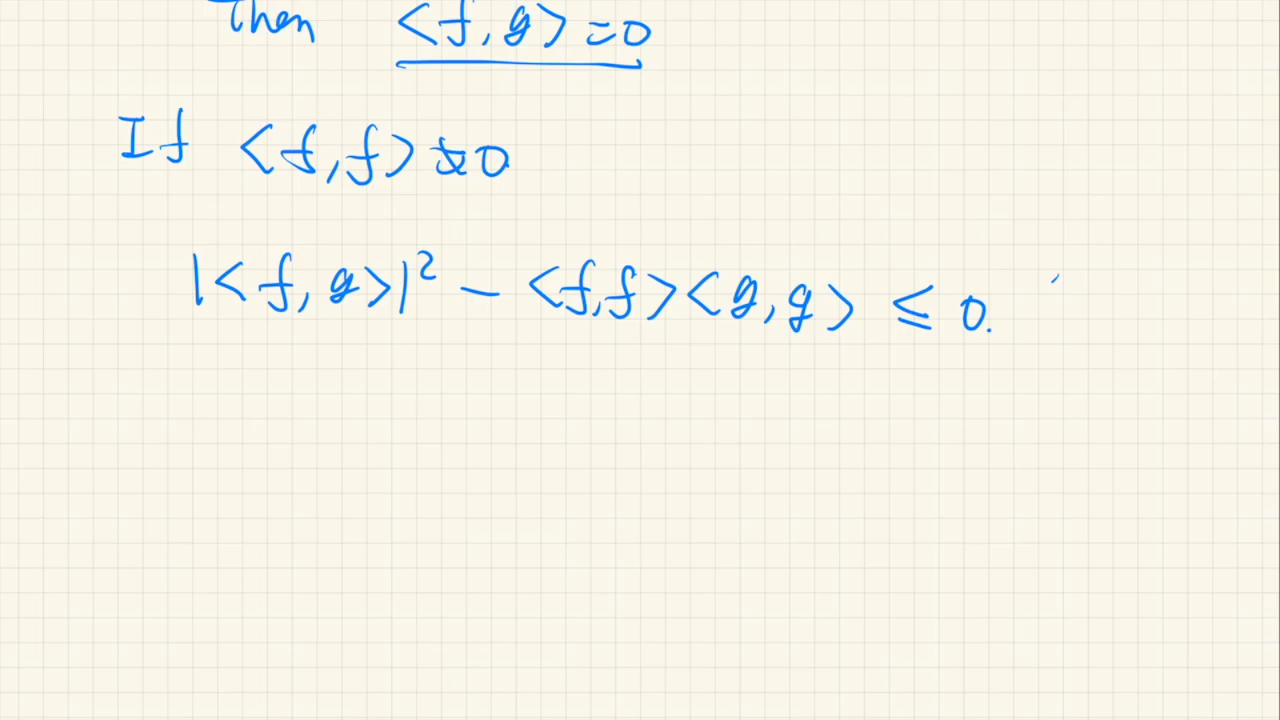 Then <f, g> = 0
If <f, f> ≠ 0
|<f, g>|² - <f,f><g,g> ≤ 0.